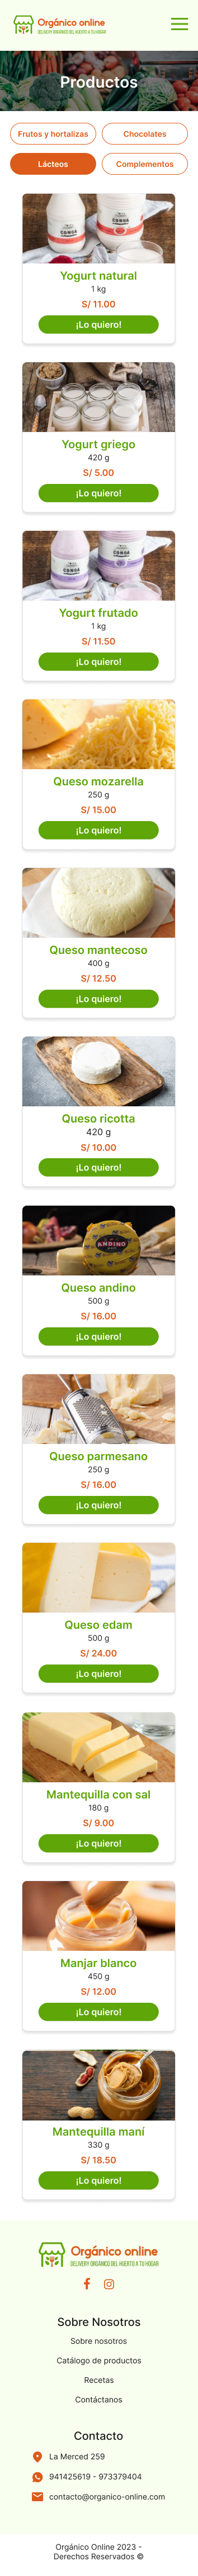 Orgánico online
DELIVERY ORGÁNICO DEL HUERTO A TU HOGAR
Productos
Frutos y hortalizas
Chocolates
Lácteos
Complementos
Yogurt natural
1 kg
S/ 11.00
¡Lo quiero!
Yogurt griego
420 g
S/ 5.00
¡Lo quiero!
Yogurt frutado
1 kg
S/ 11.50
¡Lo quiero!
Queso mozarella
250 g
S/ 15.00
¡Lo quiero!
Queso mantecoso
400 g
S/ 12.50
¡Lo quiero!
Queso ricotta
420 g
S/ 10.00
¡Lo quiero!
ANDINO
Queso andino
500 g
S/ 16.00
¡Lo quiero!
Queso parmesano
250 g
S/ 16.00
¡Lo quiero!
Queso edam
500 g
S/ 24.00
¡Lo quiero!
Mantequilla con sal
180 g
S/ 9.00
¡Lo quiero!
Manjar blanco
450 g
S/ 12.00
¡Lo quiero!
Mantequilla maní
330 g
S/ 18.50
¡Lo quiero!
Orgánico online
DELIVERY ORGÁNICO DEL HUERTO A TU HOGAR
Sobre Nosotros
Sobre nosotros
Catálogo de productos
Recetas
Contáctanos
Contacto
La Merced 259
941425619 - 973379404
contacto@organico-online.com
Orgánico Online 2023 -
Derechos Reservados ©